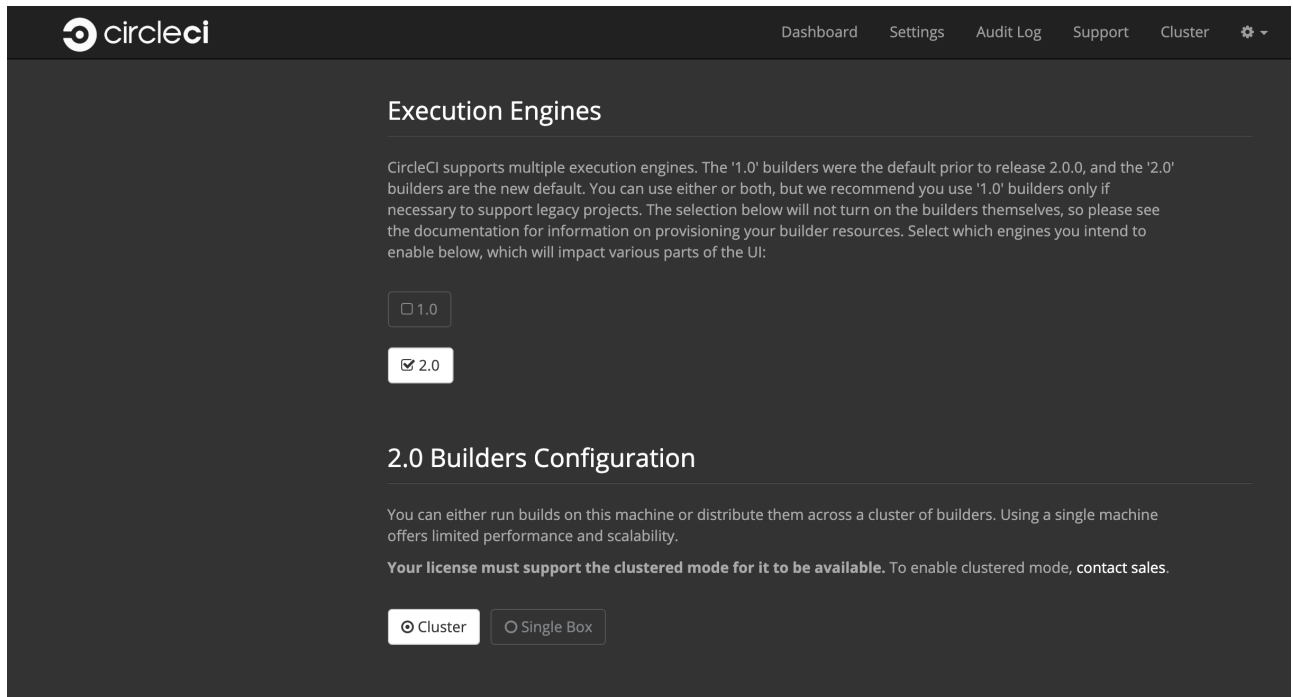 circleci
Dashboard Settings Audit Log Support Cluster
Execution Engines
CircleCI supports multiple execution engines. The '1.0' builders were the default prior to release 2.0.0, and the '2.0'
builders are the new default. You can use either or both, but we recommend you use '1.0' builders only if
necessary to support legacy projects. The selection below will not turn on the builders themselves, so please see
the documentation for information on provisioning your builder resources. Select which engines you intend to
enable below, which will impact various parts of the UI:
1.0
2.0
2.0 Builders Configuration
You can either run builds on this machine or distribute them across a cluster of builders. Using a single machine
offers limited performance and scalability.
Your license must support the clustered mode for it to be available. To enable clustered mode, contact sales.
Cluster Single Box